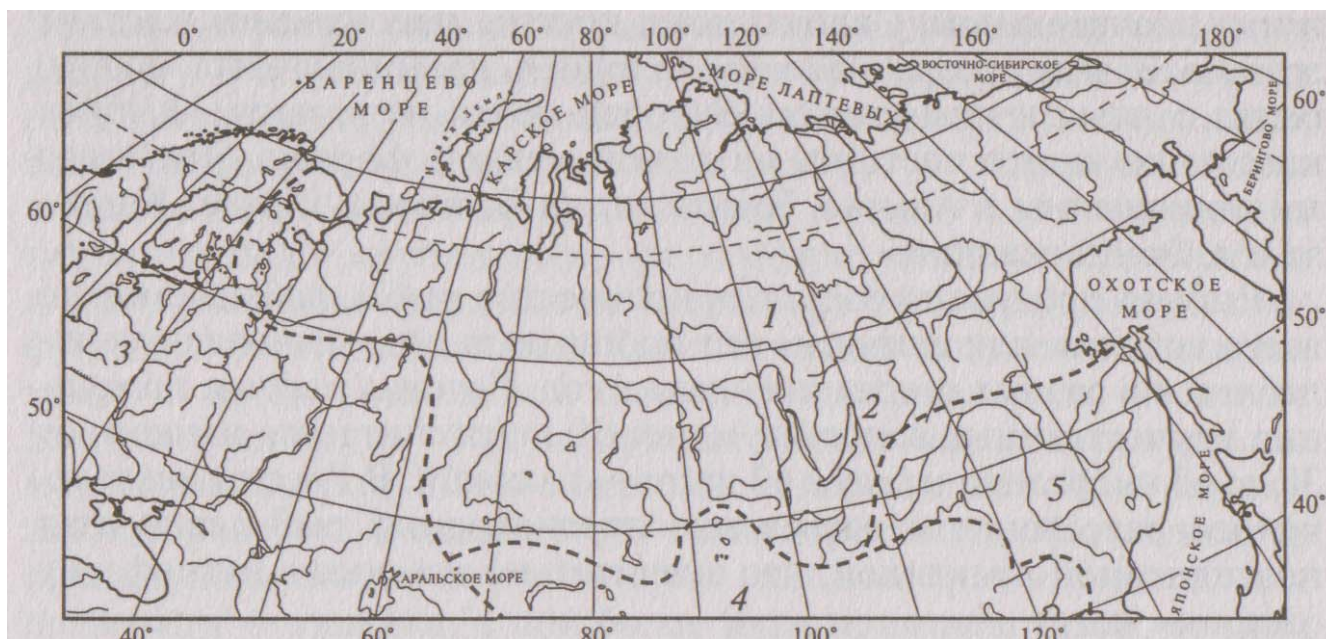 0° 20° 40° 60° 80° 100° 120° 140° 160° 180°
БАРЕНЦЕВО
МОРЕ
НОВАЯ ЗЕМЛЯ
КАРСКОЕ МОРЕ
МОРЕ ЛАПТЕВЫХ
ВОСТОЧНО-СИБИРСКОЕ
МОРЕ
60°
БЕРИНГОВО МОРЕ
60°
ОХОТСКОЕ
МОРЕ
1
50°
3
2
50°
5
ЯПОНСКОЕ МОРЕ
40°
АРАЛЬСКОЕ МОРЕ
4
40° 60° 80° 100° 120°